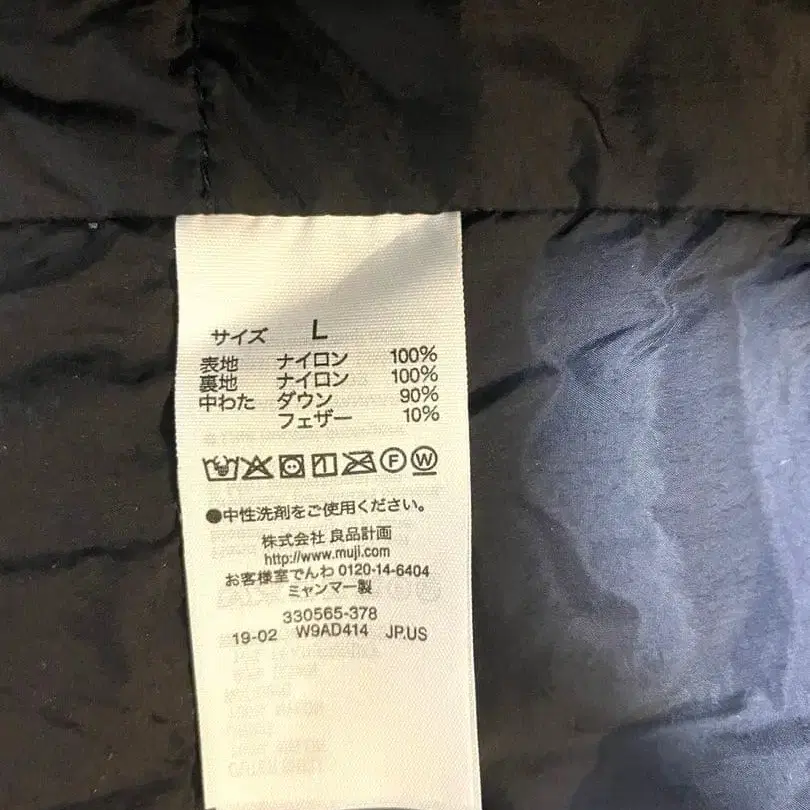 サイズ L
表地 ナイロン 100%
裏地 ナイロン 100%
中わた ダウン 90%
フェザー 10%
F W
●中性洗剤をご使用ください。
株式会社 良品計画
http://www.muji.com
お客様室でんわ 0120-14-6404
ミャンマー製
330565-378
19-02 W9AD414 JP.US